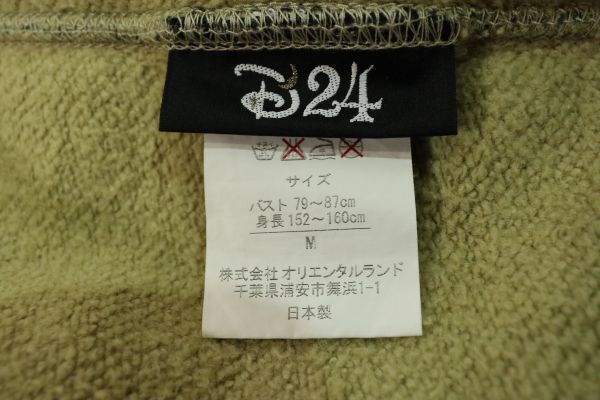 D24
サイズ
バスト 79～87cm
身長 152～160cm
M
株式会社 オリエンタルランド
千葉県浦安市舞浜1-1
日本製